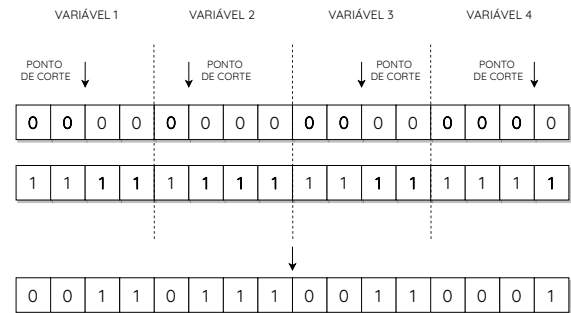 VARIÁVEL 1 VARIÁVEL 2 VARIÁVEL 3 VARIÁVEL 4
PONTO DE CORTE
PONTO DE CORTE
PONTO DE CORTE
PONTO DE CORTE
0 0 0 0 0 0 0 0 0 0 0 0 0 0 0 0
1 1 1 1 1 1 1 1 1 1 1 1 1 1 1 1
0 0 1 1 0 1 1 1 0 0 1 1 0 0 0 1